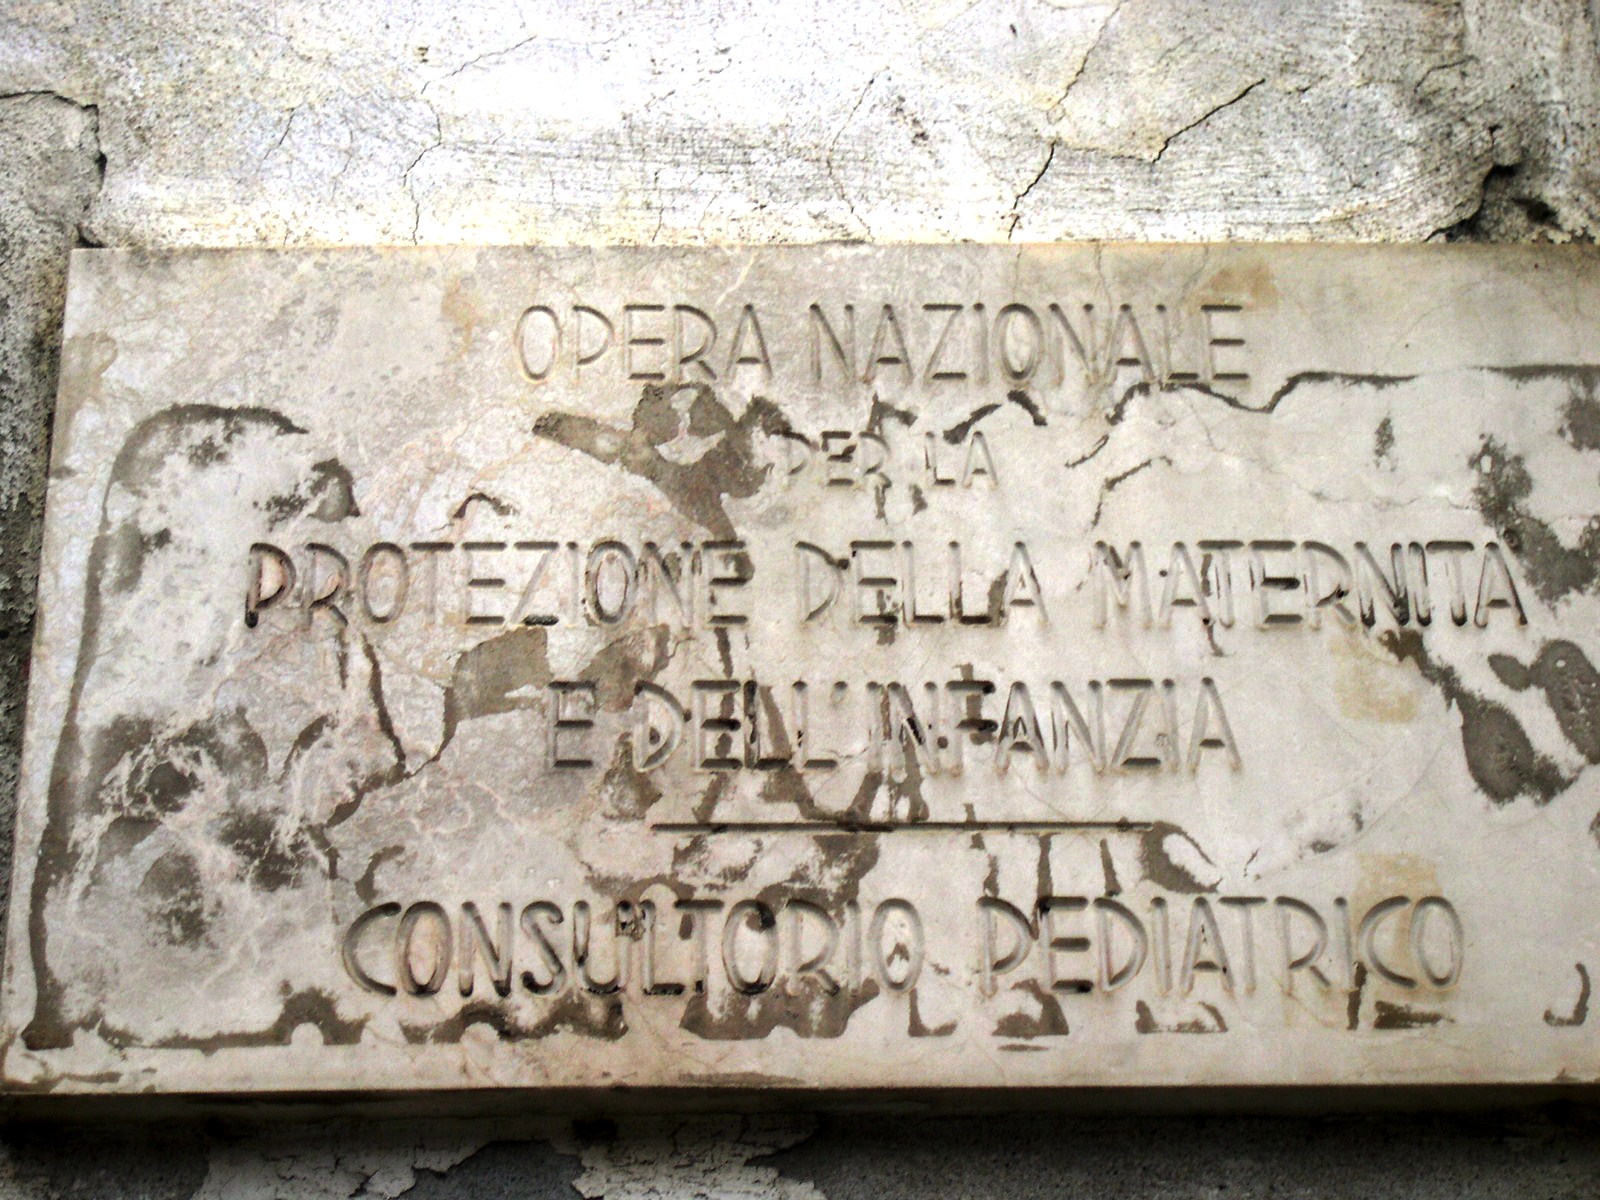 OPERA NAZIONALE
PER LA
PROTEZIONE DELLA MATERNITA
E DELL'INFANZIA
CONSULTORIO PEDIATRICO